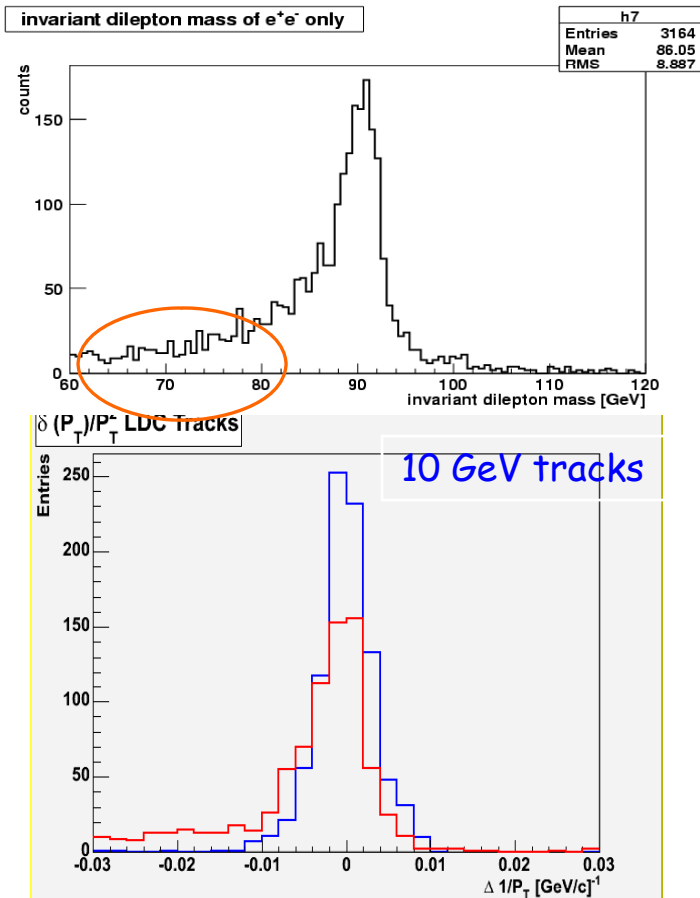 invariant dilepton mass of e⁺e⁻ only
h7
Entries 3164
Mean 86.05
RMS 8.887
counts
150
100
50
0
60 70 80 90 100 110 120
invariant dilepton mass [GeV]
δ (P_T)/P_T² LDC Tracks
10 GeV tracks
Entries
250
200
150
100
50
0
-0.03 -0.02 -0.01 0 0.01 0.02 0.03
Δ 1/P_T [GeV/c]⁻¹